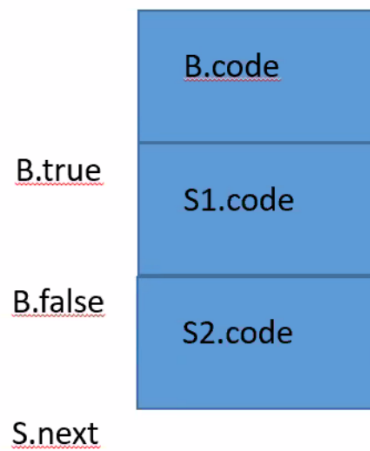 B.code
B.true
S1.code
B.false
S2.code
S.next